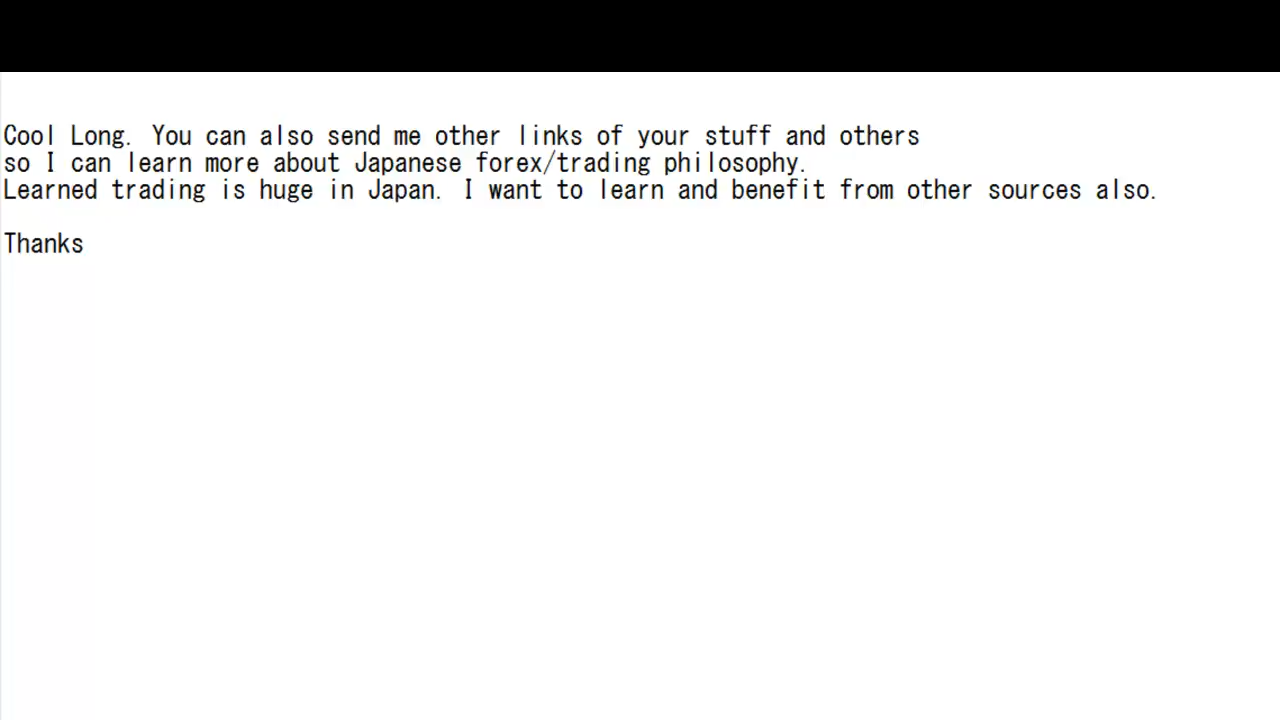 Cool Long. You can also send me other links of your stuff and others
so I can learn more about Japanese forex/trading philosophy.
Learned trading is huge in Japan. I want to learn and benefit from other sources also.
Thanks